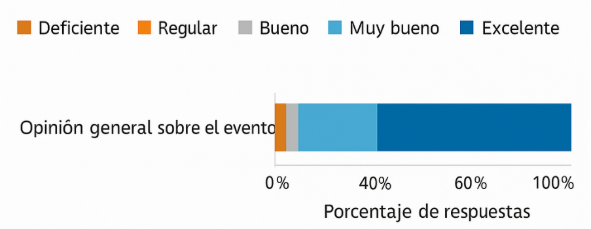 Deficiente Regular Bueno Muy bueno Excelente
Opinión general sobre el evento
0% 40% 60% 100%
Porcentaje de respuestas